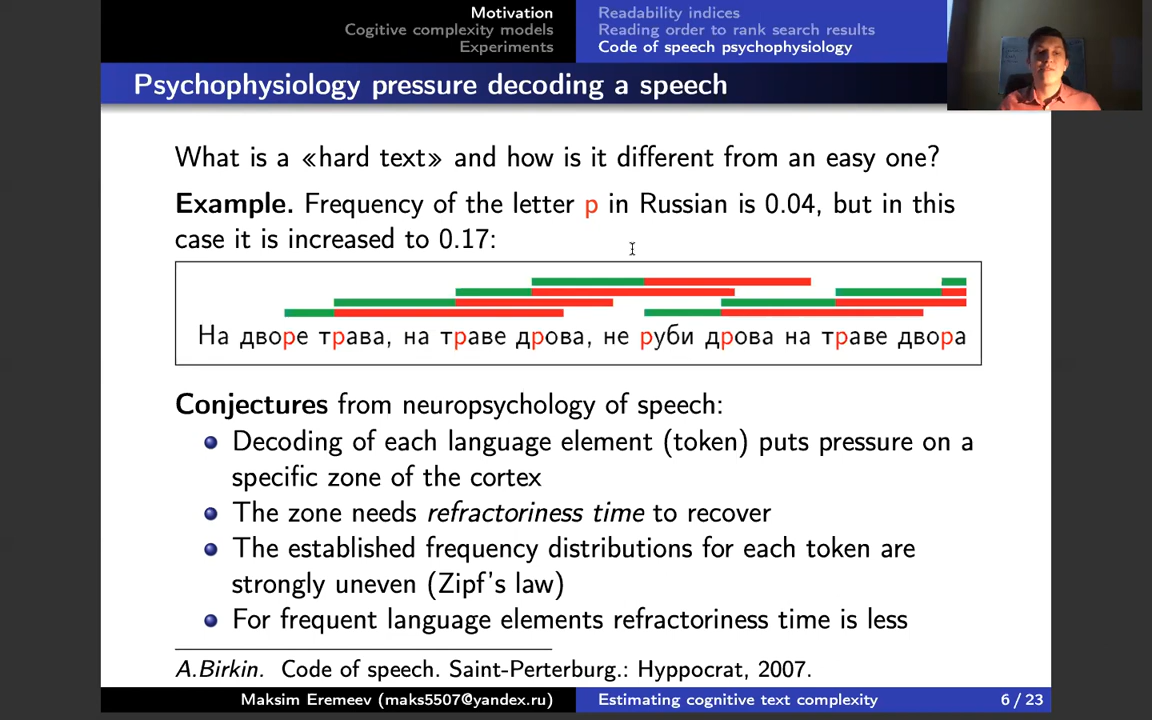 Motivation
Cogitive complexity models
Experiments
Readability indices
Reading order to rank search results
Code of speech psychophysiology
Psychophysiology pressure decoding a speech
What is a «hard text» and how is it different from an easy one?
Example. Frequency of the letter р in Russian is 0.04, but in this
case it is increased to 0.17:
На дворе трава, на траве дрова, не руби дрова на траве двора
Conjectures from neuropsychology of speech:
Decoding of each language element (token) puts pressure on a
specific zone of the cortex
The zone needs refractoriness time to recover
The established frequency distributions for each token are
strongly uneven (Zipf's law)
For frequent language elements refractoriness time is less
A.Birkin. Code of speech. Saint-Perterburg.: Hyppocrat, 2007.
Maksim Eremeev (maks5507@yandex.ru)
Estimating cognitive text complexity
6 / 23